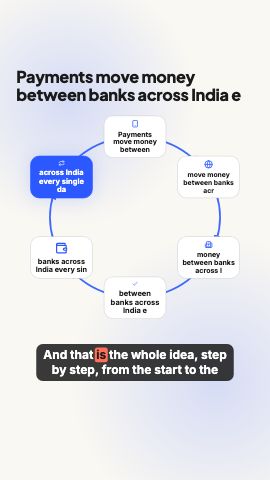 Payments move money
between banks across India e
Payments
move money
between
across India
every single
da
move money
between banks
acr
banks across
India every sin
money
between banks
across I
between
banks across
India e
And that is the whole idea, step
by step, from the start to the